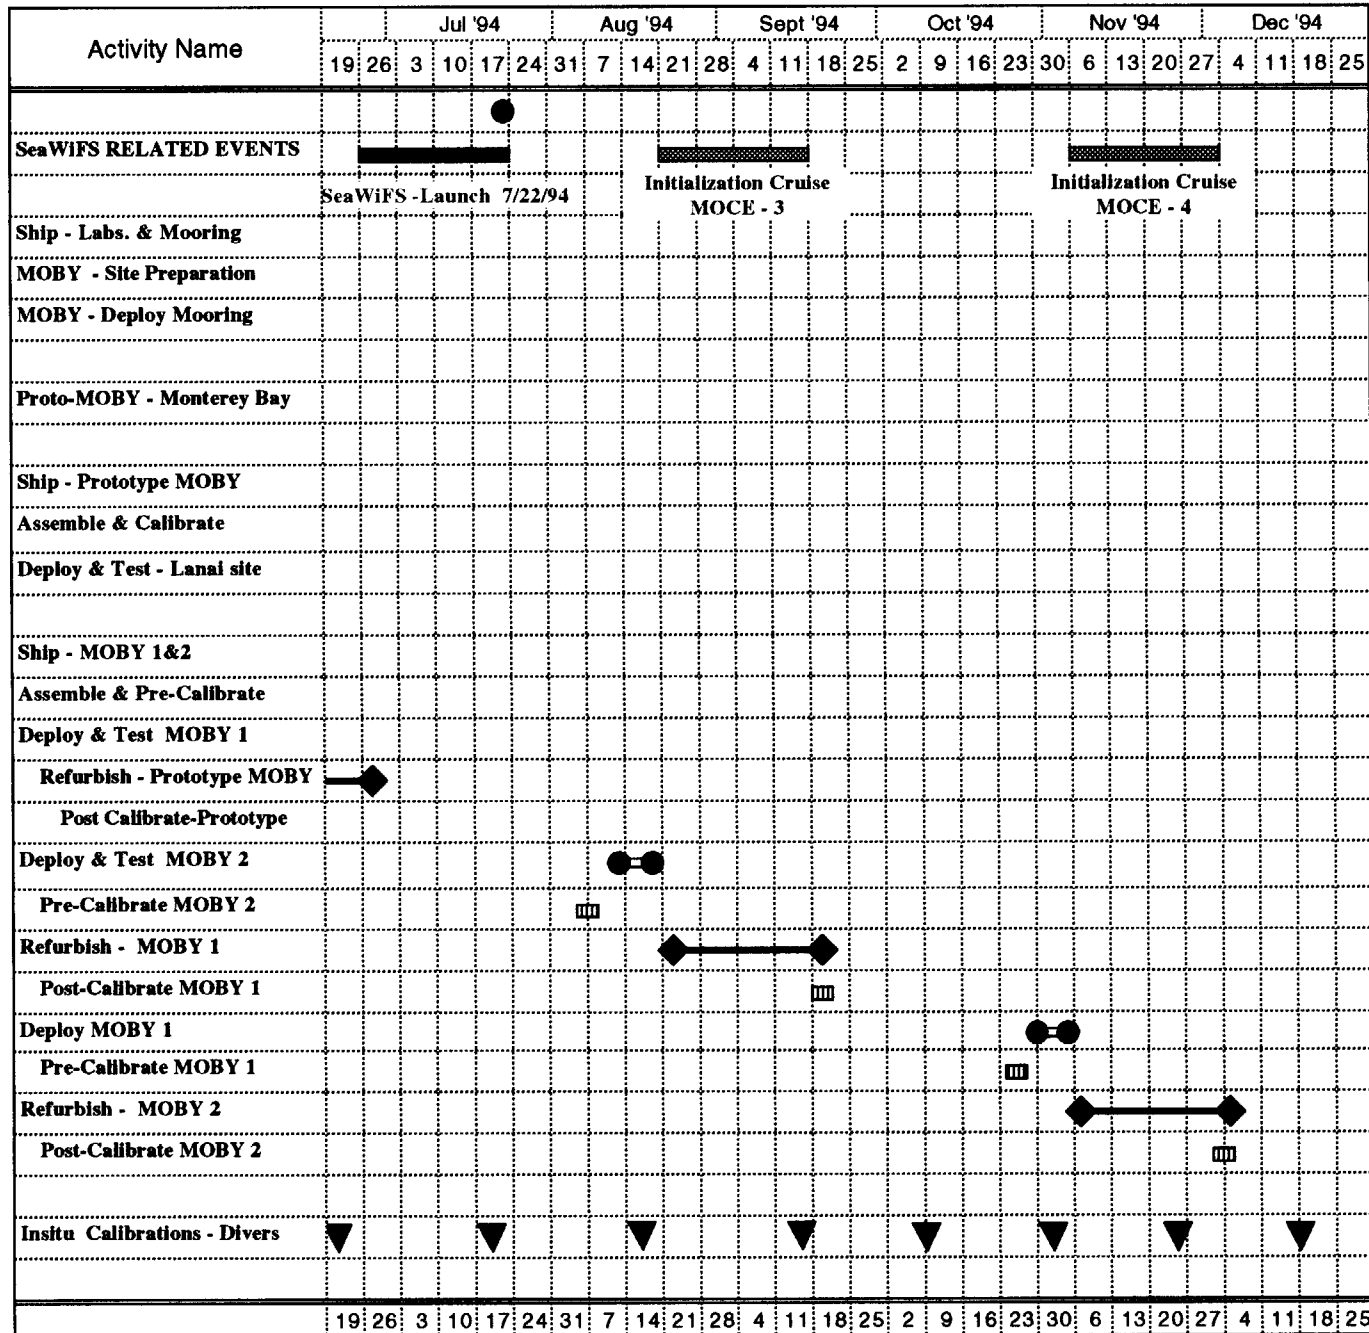 Activity Name
Jul '94 Aug '94 Sept '94 Oct '94 Nov '94 Dec '94
19 26 3 10 17 24 31 7 14 21 28 4 11 18 25 2 9 16 23 30 6 13 20 27 4 11 18 25
SeaWiFS RELATED EVENTS
SeaWiFS -Launch 7/22/94
Initialization Cruise
MOCE - 3
Initialization Cruise
MOCE - 4
Ship - Labs. & Mooring
MOBY - Site Preparation
MOBY - Deploy Mooring
Proto-MOBY - Monterey Bay
Ship - Prototype MOBY
Assemble & Calibrate
Deploy & Test - Lanai site
Ship - MOBY 1&2
Assemble & Pre-Calibrate
Deploy & Test MOBY 1
Refurbish - Prototype MOBY
Post Calibrate-Prototype
Deploy & Test MOBY 2
Pre-Calibrate MOBY 2
Refurbish - MOBY 1
Post-Calibrate MOBY 1
Deploy MOBY 1
Pre-Calibrate MOBY 1
Refurbish - MOBY 2
Post-Calibrate MOBY 2
Insitu Calibrations - Divers
19 26 3 10 17 24 31 7 14 21 28 4 11 18 25 2 9 16 23 30 6 13 20 27 4 11 18 25